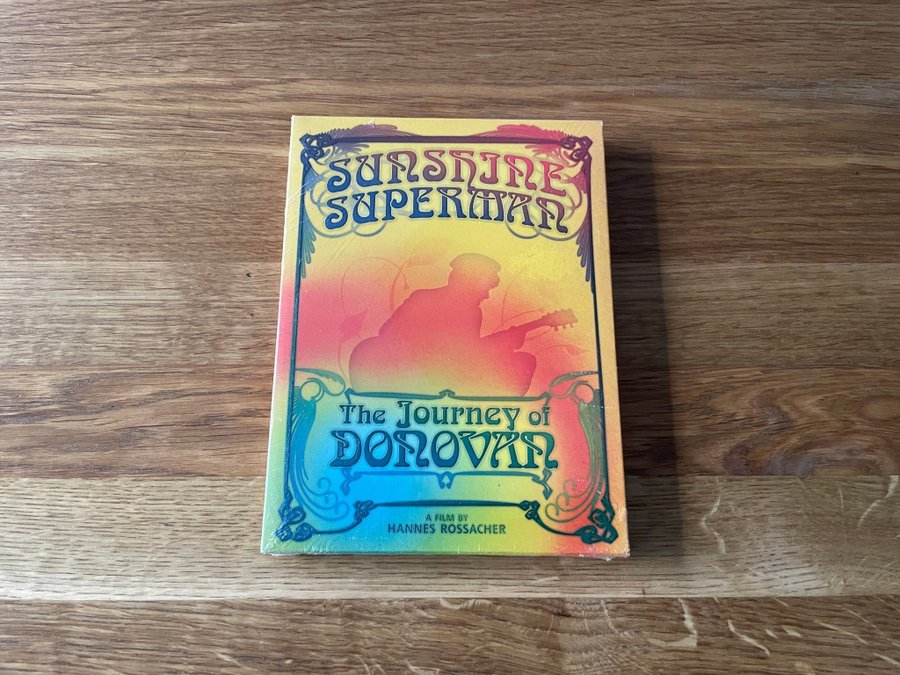 SUNSHINE
SUPERMAN
The Journey of
DONOVAN
A FILM BY
HANNES ROSSACHER